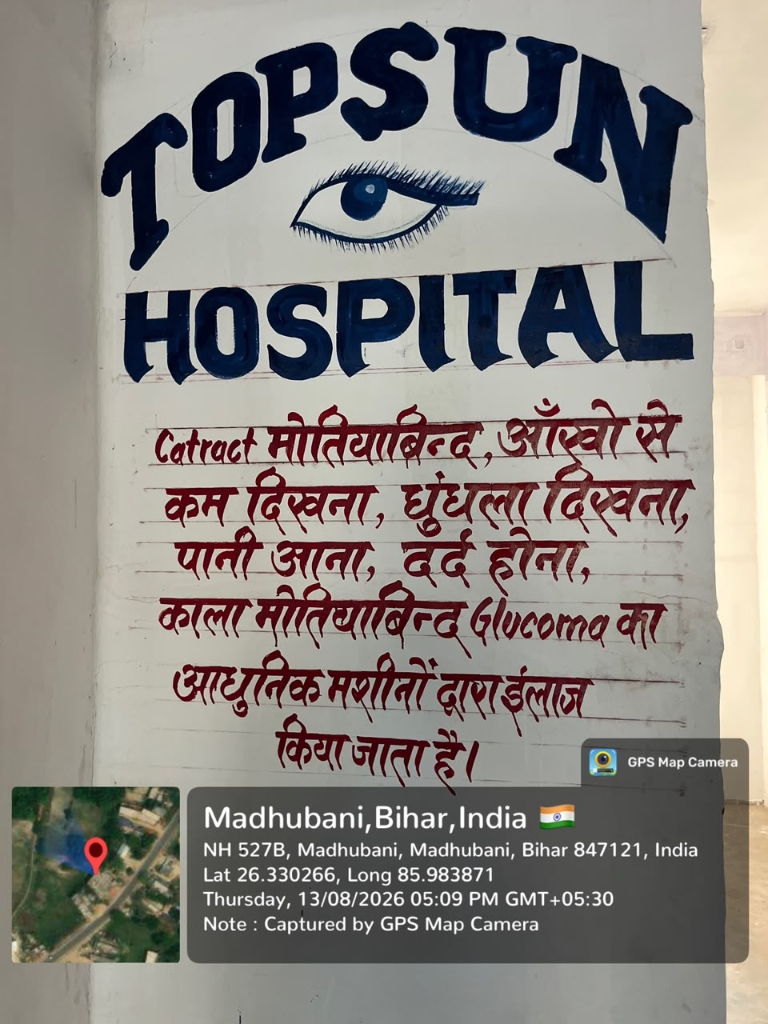 TOPSUN
HOSPITAL
Catract मोतियाबिन्द, आँखो से
कम दिखना, धुंधला दिखना,
पानी आना, दर्द होना,
काला मोतियाबिन्द Glucoma का
आधुनिक मशीनों द्वारा इंलाज
किया जाता है।
GPS Map Camera
Madhubani,Bihar,India 🇮🇳
NH 527B, Madhubani, Madhubani, Bihar 847121, India
Lat 26.330266, Long 85.983871
Thursday, 13/08/2026 05:09 PM GMT+05:30
Note : Captured by GPS Map Camera